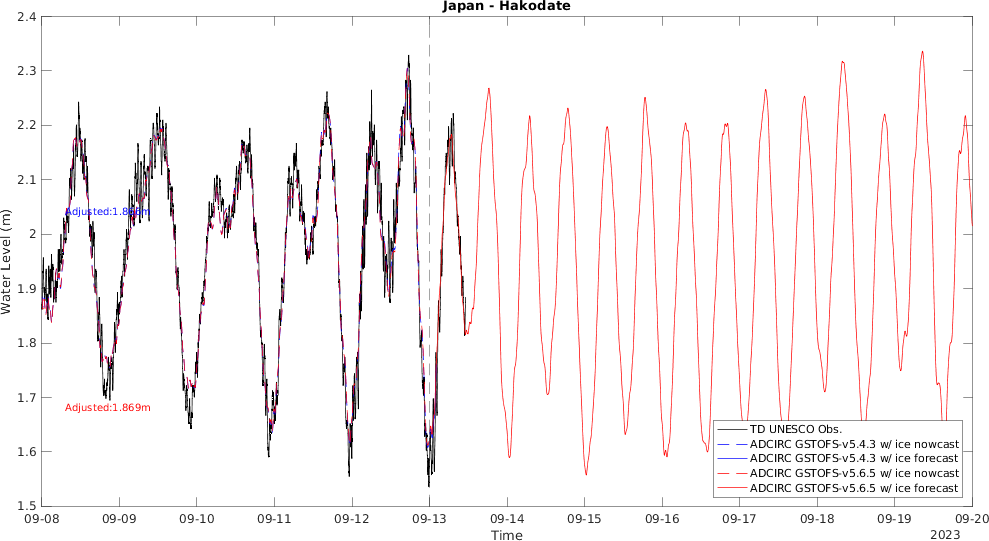 Japan - Hakodate
Water Level (m)
2.4
2.3
2.2
2.1
2
1.9
1.8
1.7
1.6
1.5
Adjusted:1.869m
TD UNESCO Obs.
ADCIRC GSTOFS-v5.4.3 w/ ice nowcast
ADCIRC GSTOFS-v5.4.3 w/ ice forecast
ADCIRC GSTOFS-v5.6.5 w/ ice nowcast
ADCIRC GSTOFS-v5.6.5 w/ ice forecast
09-08 09-09 09-10 09-11 09-12 09-13 09-14 09-15 09-16 09-17 09-18 09-19 09-20
Time
2023